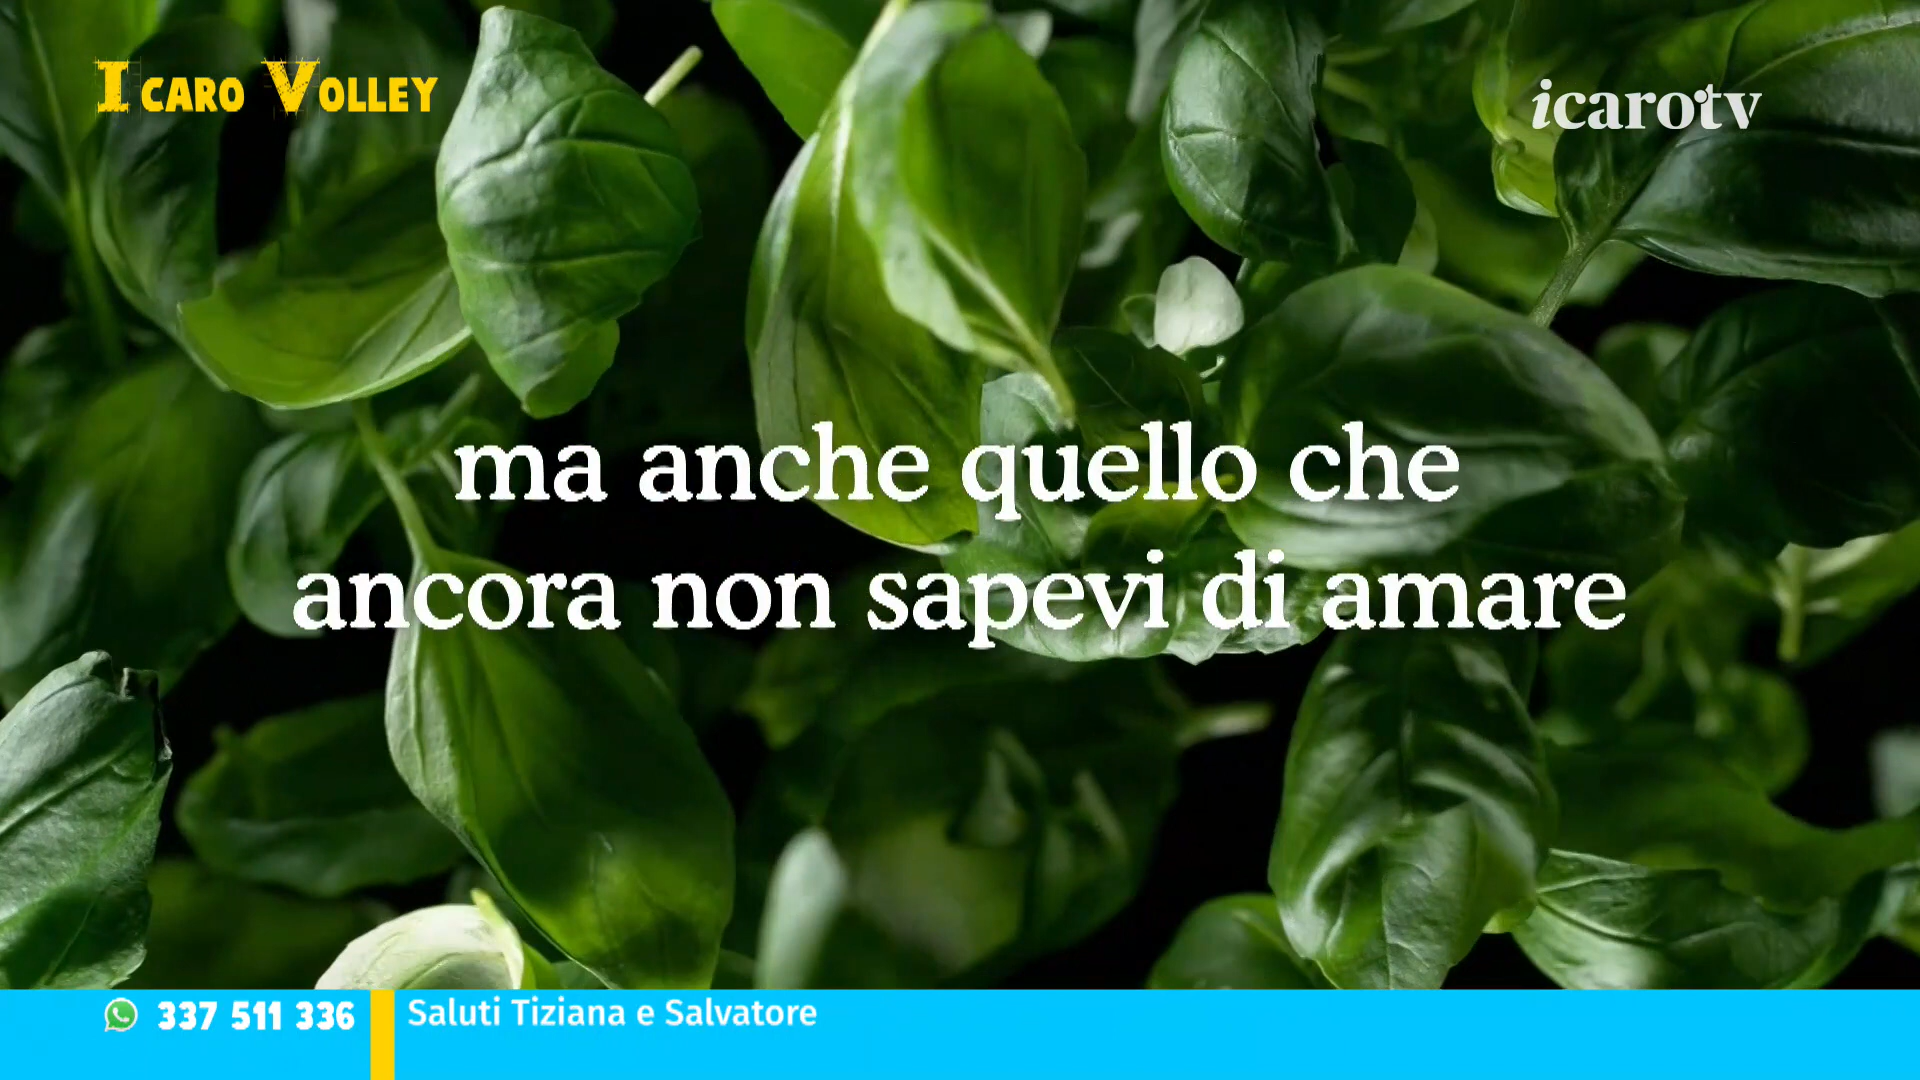 Icaro Volley
icarotv
ma anche quello che
ancora non sapevi di amare
337 511 336
Saluti Tiziana e Salvatore